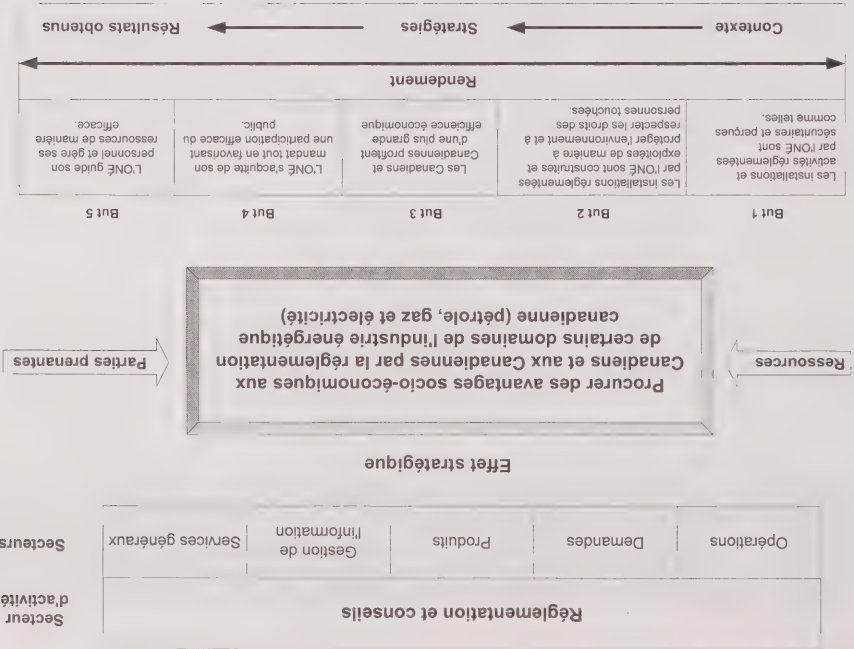 Réglementation et conseils
Secteur
d'activité
Opérations
Demandes
Produits
Gestion de
l'information
Services généraux
Secteurs
Effet stratégique
Ressources
Procurer des avantages socio-économiques aux
Canadiens et aux Canadiennes par la réglementation
de certains domaines de l'industrie énergétique
canadienne (pétrole, gaz et électricité)
Parties prenantes
But 1
Les installations et
activités réglementées
par l'ONÉ sont
sécuritaires et perçues
comme telles.
But 2
Les installations réglementées
par l'ONÉ sont construites et
exploitées de manière à
protéger l'environnement et à
respecter les droits des
personnes touchées.
But 3
Les Canadiens et
Canadiennes profitent
d'une plus grande
efficience économique
But 4
L'ONÉ s'acquitte de son
mandat tout en favorisant
une participation efficace du
public.
But 5
L'ONÉ guide son
personnel et gère ses
ressources de manière
efficace.
Rendement
Contexte
Stratégies
Résultats obtenus